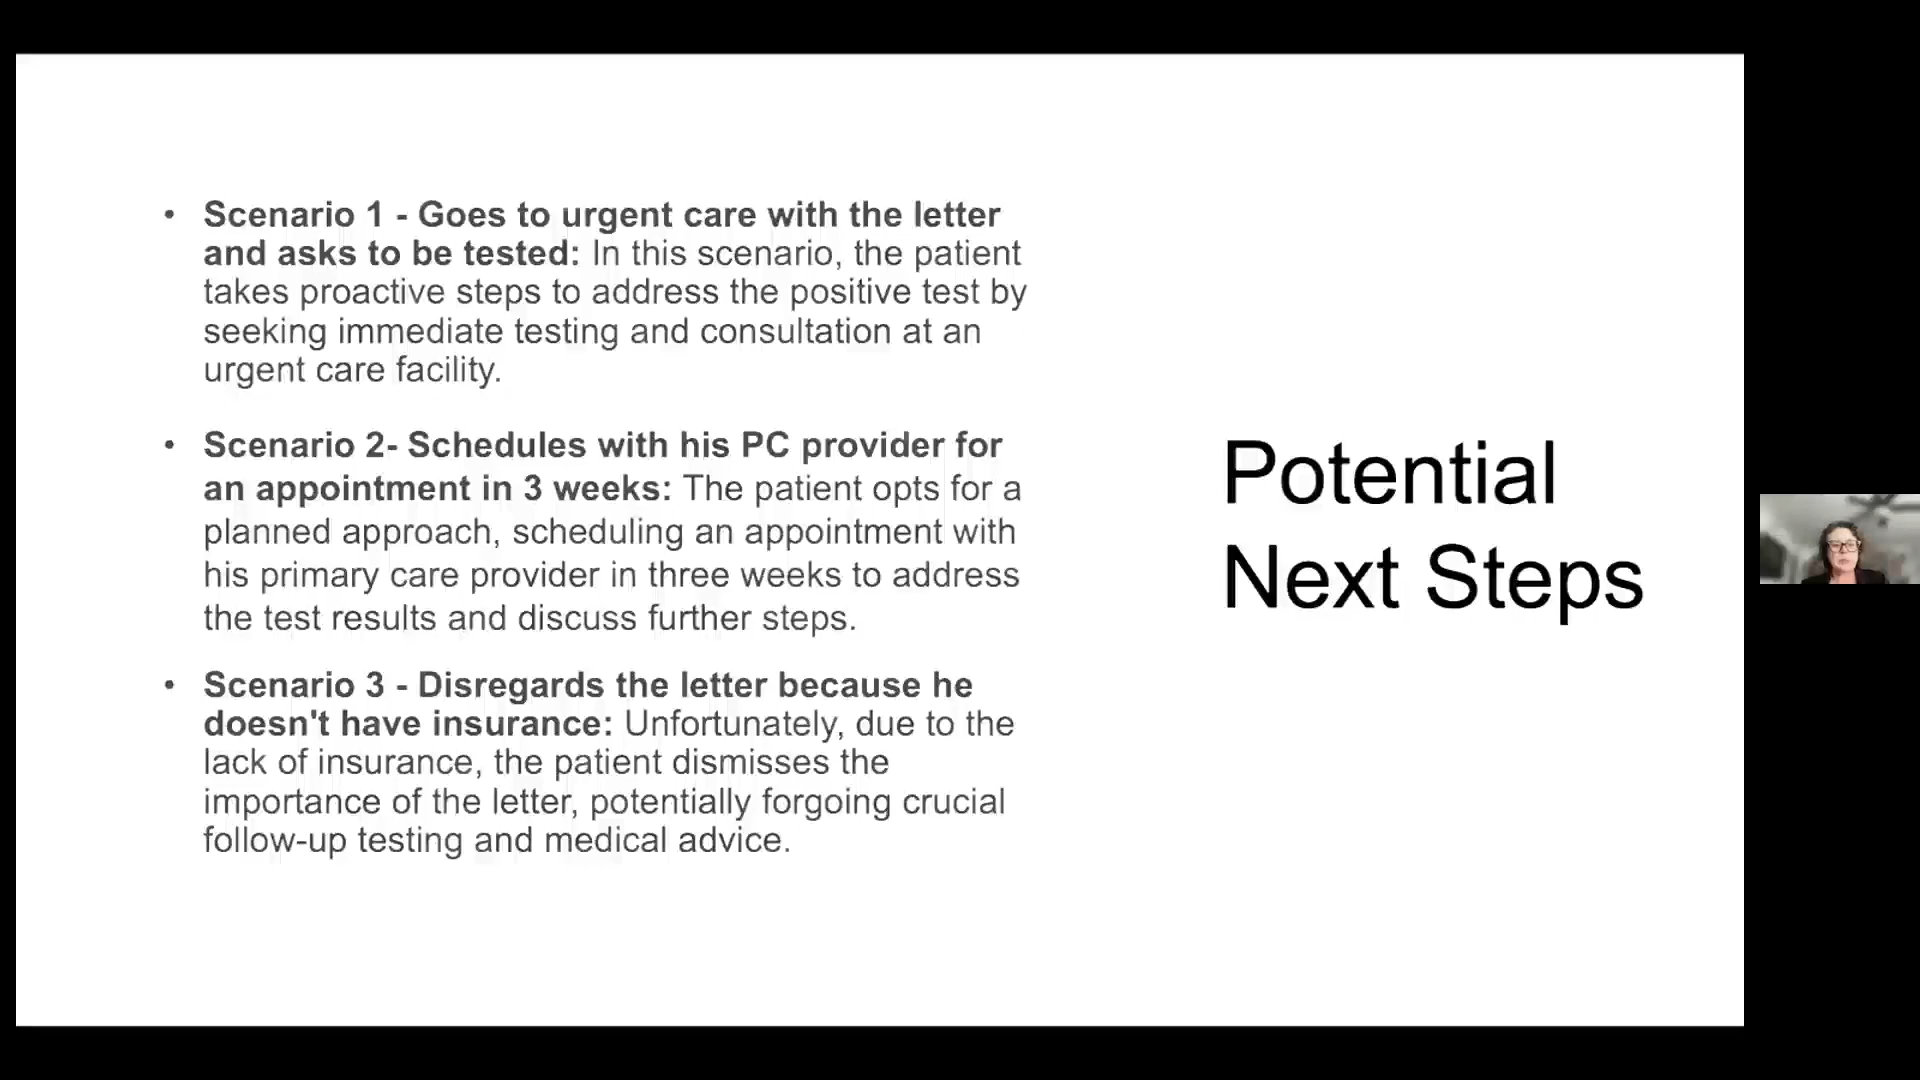 • Scenario 1 - Goes to urgent care with the letter
and asks to be tested: In this scenario, the patient
takes proactive steps to address the positive test by
seeking immediate testing and consultation at an
urgent care facility.
• Scenario 2- Schedules with his PC provider for
an appointment in 3 weeks: The patient opts for a
planned approach, scheduling an appointment with
his primary care provider in three weeks to address
the test results and discuss further steps.
• Scenario 3 - Disregards the letter because he
doesn't have insurance: Unfortunately, due to the
lack of insurance, the patient dismisses the
importance of the letter, potentially forgoing crucial
follow-up testing and medical advice.
Potential
Next Steps